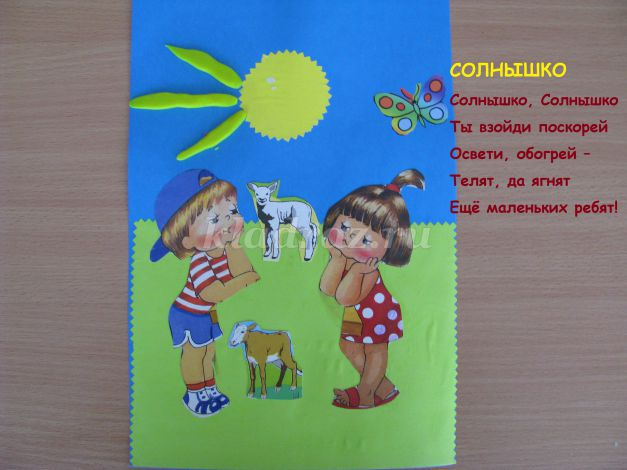 СОЛНЫШКО
Солнышко, Солнышко
Ты взойди поскорей
Освети, обогрей –
Телят, да ягнят
Ещё маленьких ребят!